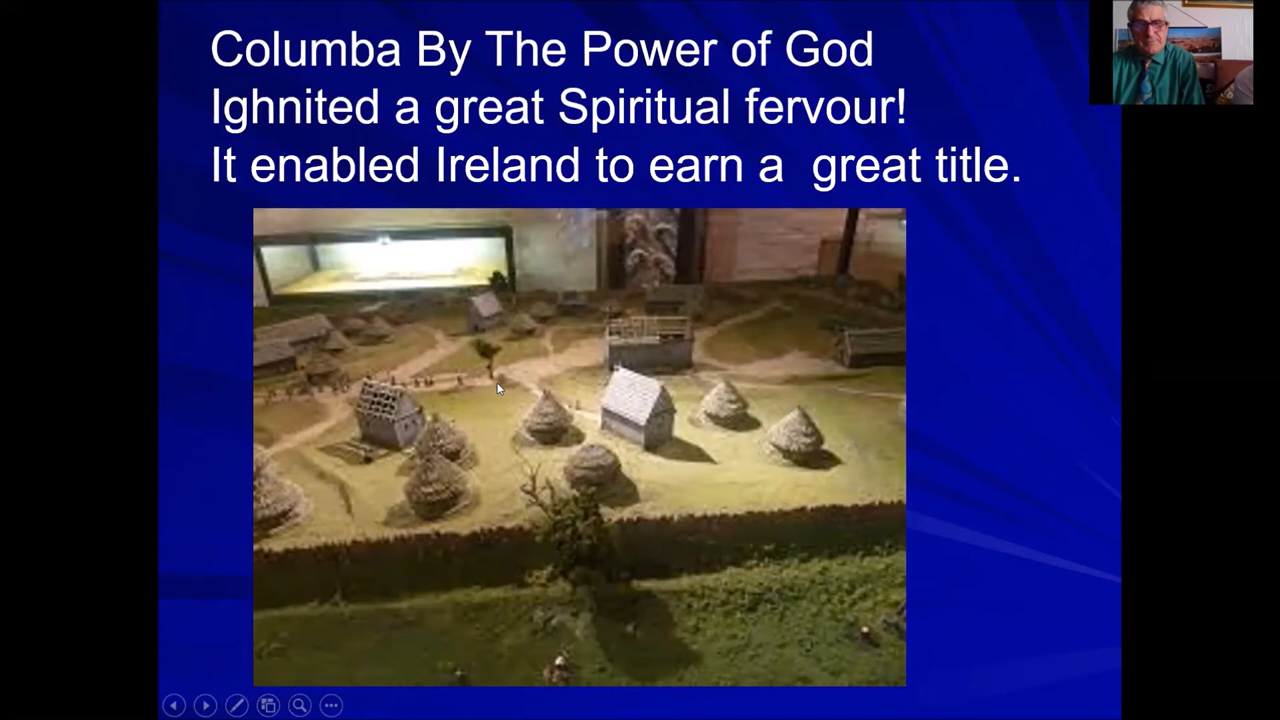 Columba By The Power of God
Ighnited a great Spiritual fervour!
It enabled Ireland to earn a  great title.